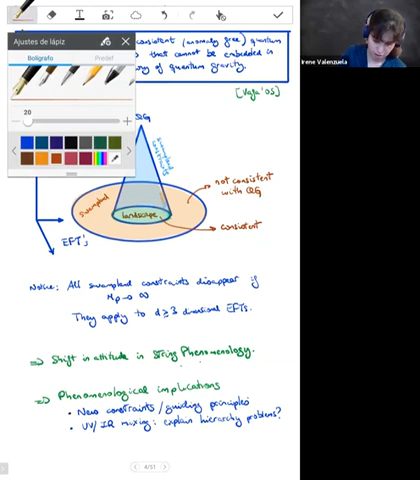 Irene Valenzuela
Ajustes de lápiz
Bolígrafo
20
consistent (anomaly free) quantum
that cannot be embedded in
of quantum gravity.
[Vafa '05]
QG
swampland constraints
not consistent
with QG
swampland
landscape
consistent
EFT's
Notice: All swampland constraints disappear if
Mp → ∞
They apply to d ≥ 3 dimensional EFTs.
⇒ Shift in attitude in String Phenomenology.
⇒ Phenomenological implications
• New constraints/guiding principles
• UV/IR mixing: explain hierarchy problems?
4/51